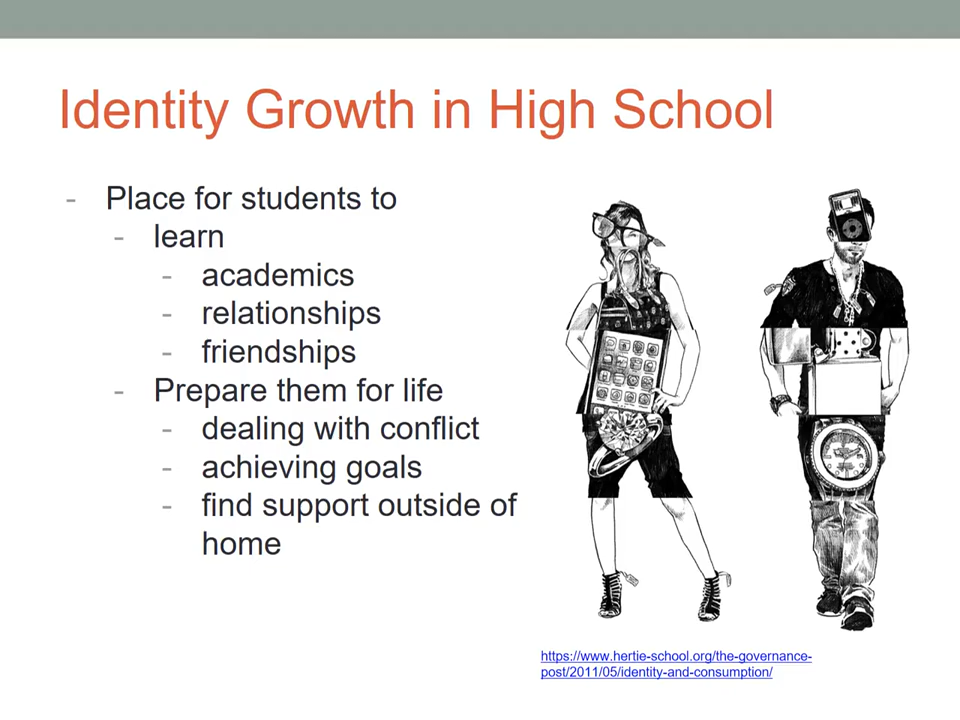 Identity Growth in High School
- Place for students to
- learn
- academics
- relationships
- friendships
- Prepare them for life
- dealing with conflict
- achieving goals
- find support outside of
home
https://www.hertie-school.org/the-governance-
post/2011/05/identity-and-consumption/